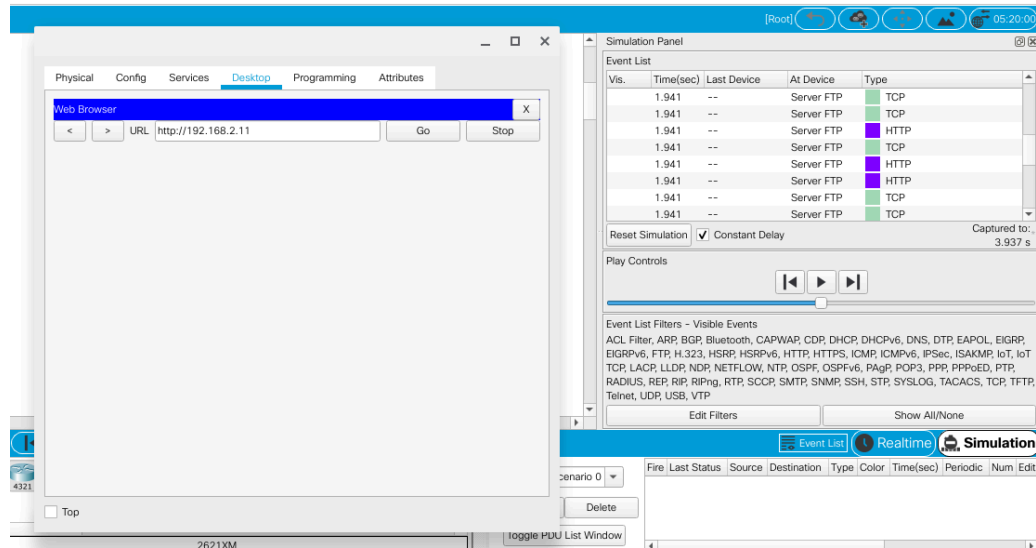 [Root]
05:20:00
Physical Config Services Desktop Programming Attributes
Web Browser X
< > URL http://192.168.2.11 Go Stop
Top
Simulation Panel
Event List
Vis. Time(sec) Last Device At Device Type
1.941 -- Server FTP TCP
1.941 -- Server FTP TCP
1.941 -- Server FTP HTTP
1.941 -- Server FTP TCP
1.941 -- Server FTP HTTP
1.941 -- Server FTP HTTP
1.941 -- Server FTP TCP
1.941 -- Server FTP TCP
Reset Simulation Constant Delay
Captured to:
3.937 s
Play Controls
Event List Filters - Visible Events
ACL Filter, ARP, BGP, Bluetooth, CAPWAP, CDP, DHCP, DHCPv6, DNS, DTP, EAPOL, EIGRP,
EIGRPv6, FTP, H.323, HSRP, HSRPv6, HTTP, HTTPS, ICMP, ICMPv6, IPSec, ISAKMP, IoT, IoT
TCP, LACP, LLDP, NDP, NETFLOW, NTP, OSPF, OSPFv6, PAgP, POP3, PPP, PPPoED, PTP,
RADIUS, REP, RIP, RIPng, RTP, SCCP, SMTP, SNMP, SSH, STP, SYSLOG, TACACS, TCP, TFTP,
Telnet, UDP, USB, VTP
Edit Filters Show All/None
Event List Realtime Simulation
4321
cenario 0
Delete
Toggle PDU List Window
Fire Last Status Source Destination Type Color Time(sec) Periodic Num Edit
2621XM